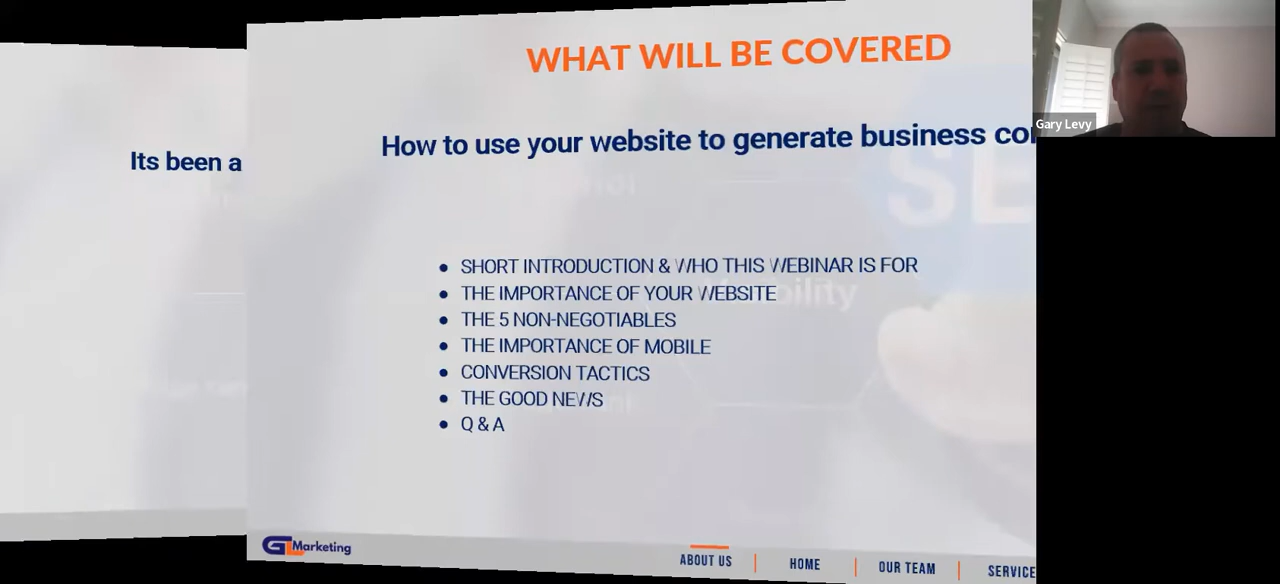 WHAT WILL BE COVERED
Gary Levy
Its been a
How to use your website to generate business
SHORT INTRODUCTION & WHO THIS WEBINAR IS FOR
THE IMPORTANCE OF YOUR WEBSITE
THE 5 NON-NEGOTIABLES
THE IMPORTANCE OF MOBILE
CONVERSION TACTICS
THE GOOD NEWS
Q & A
GL Marketing
ABOUT US | HOME | OUR TEAM | SERVICE